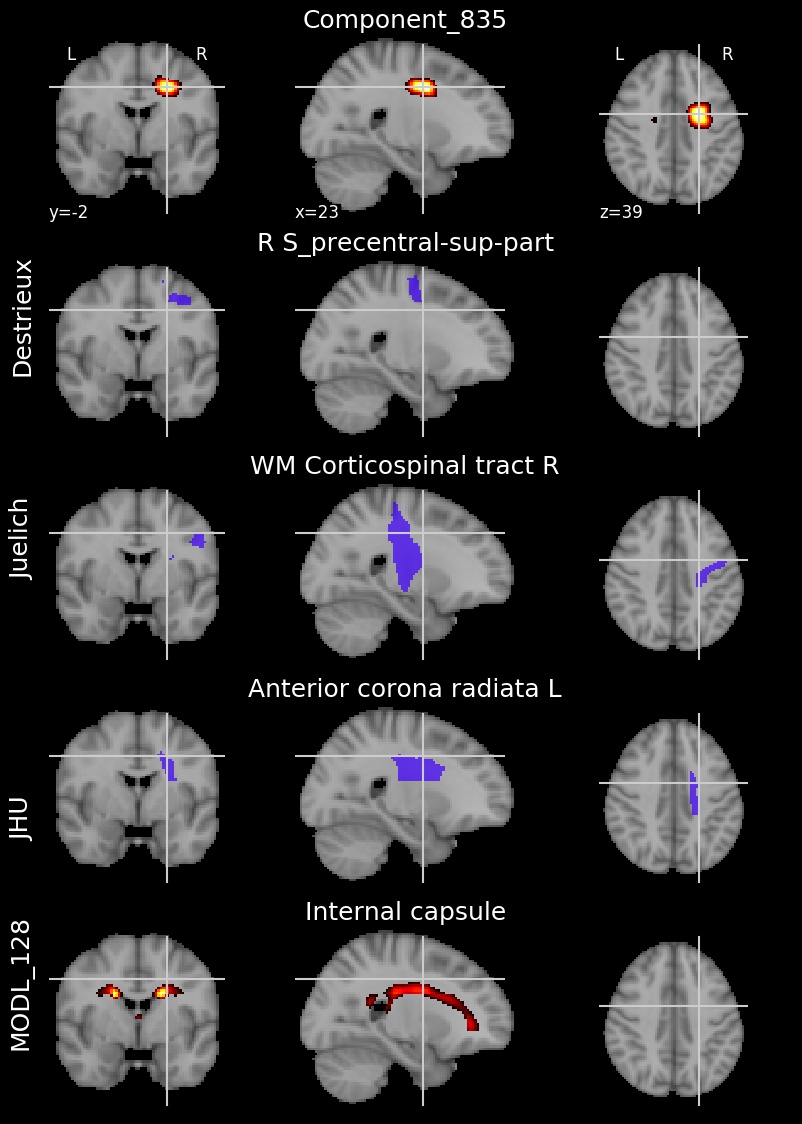 Component_835
L R L R
y=-2 x=23 z=39
R S_precentral-sup-part
Destrieux
WM Corticospinal tract R
Juelich
Anterior corona radiata L
JHU
Internal capsule
MODL_128